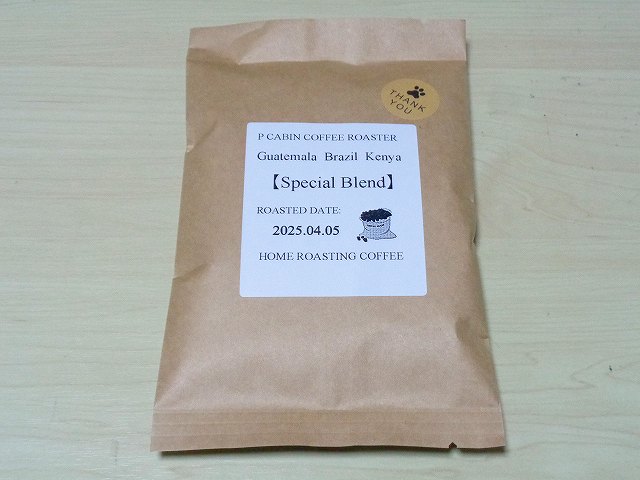 THANK
YOU
P CABIN COFFEE ROASTER
Guatemala Brazil Kenya
【Special Blend】
ROASTED DATE:
2025.04.05
HOME ROASTING COFFEE